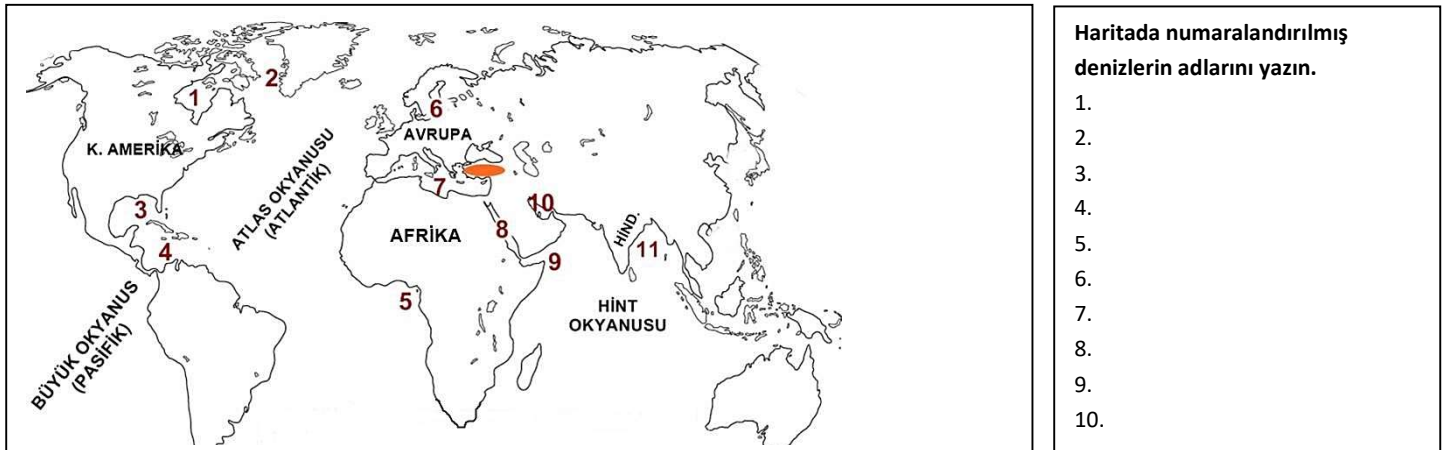 2
1
6
K. AMERİKA
AVRUPA
ATLAS OKYANUSU
(ATLANTİK)
7
3
10
8
AFRİKA
HİND.
11
4
9
5
HİNT
OKYANUSU
BÜYÜK OKYANUS
(PASİFİK)
Haritada numaralandırılmış
denizlerin adlarını yazın.
1.
2.
3.
4.
5.
6.
7.
8.
9.
10.